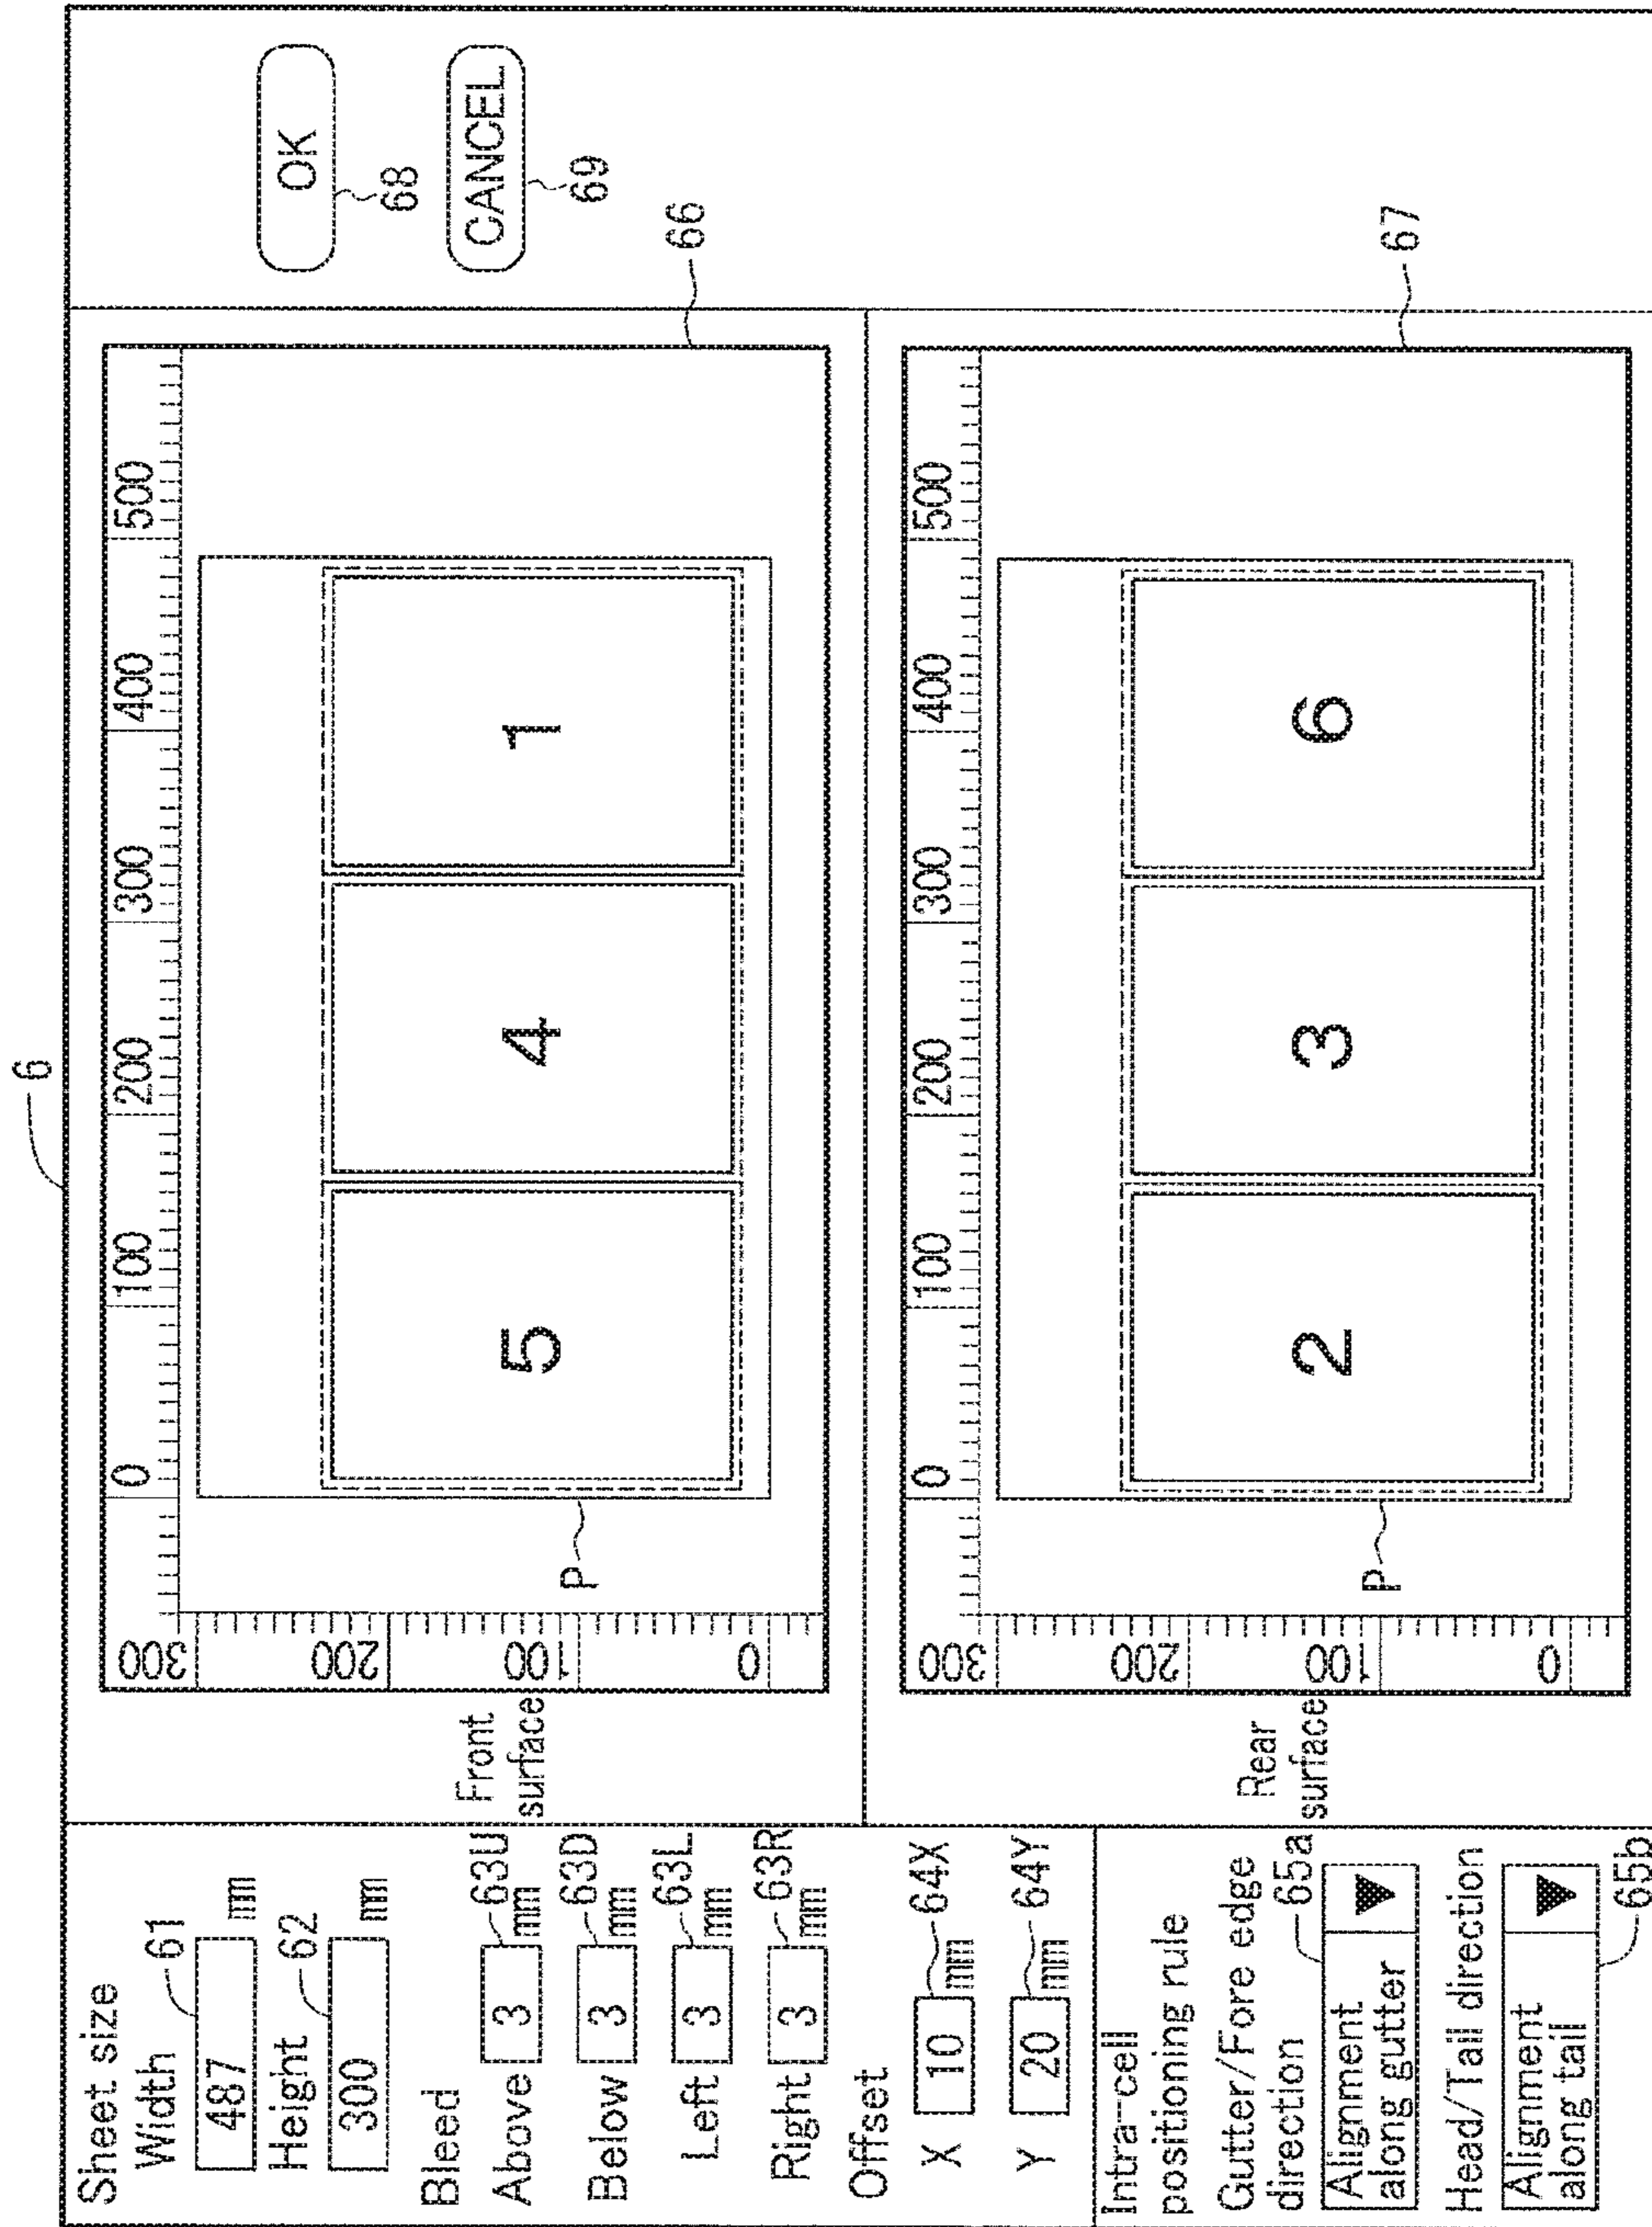 6
Sheet size
Width 61
487 mm
Height 62
300 mm
Bleed
Above 3 mm 63U
Below 3 mm 63D
Left 3 mm 63L
Right 3 mm 63R
Offset
X 10 mm 64X
Y 20 mm 64Y
Intra-cell
positioning rule
Gutter/Fore edge
direction 65a
Alignment
along gutter ▼
Head/Tail direction
Alignment
along tail ▼
65b
Front
surface
0 100 200 300 400 500
300
200
100
0
P
5 4 1
66
Rear
surface
0 100 200 300 400 500
300
200
100
0
P
2 3 6
67
OK
68
CANCEL
69